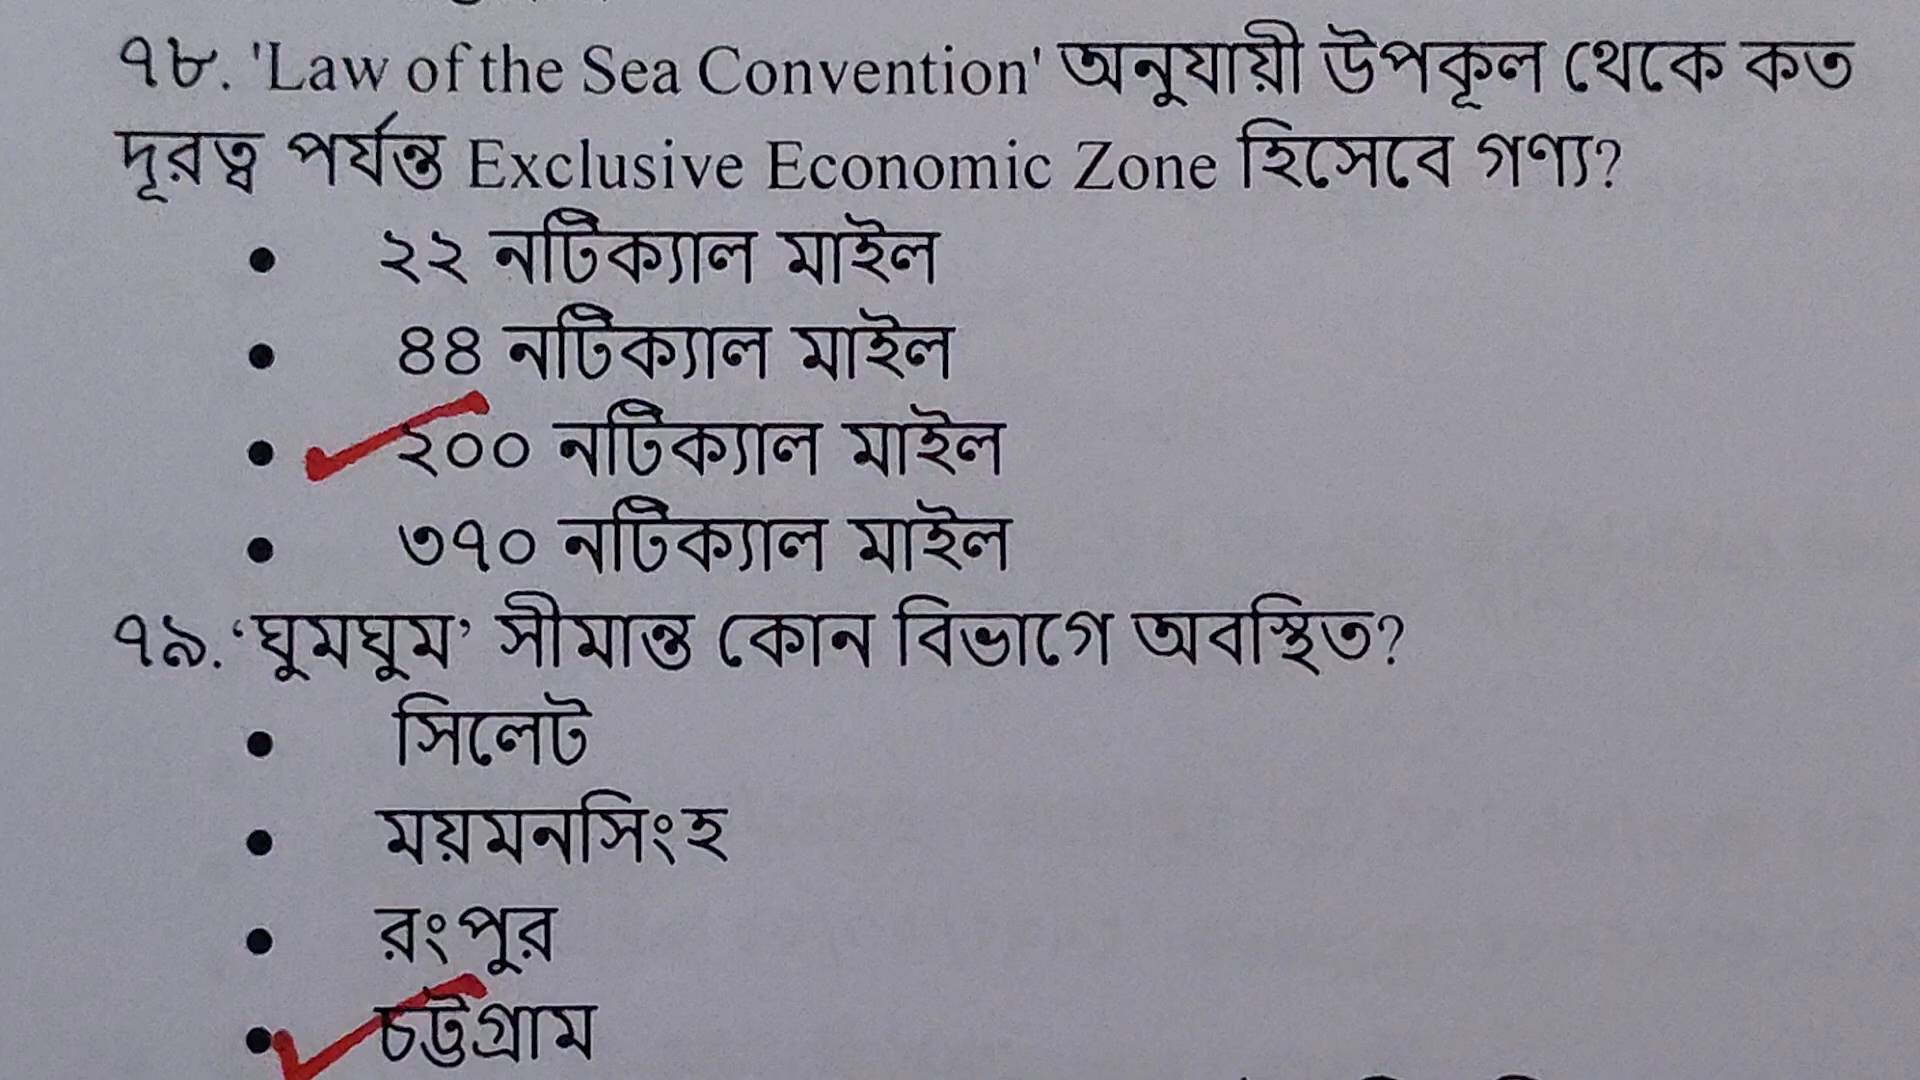 ৭৮. 'Law of the Sea Convention' অনুযায়ী উপকূল থেকে কত
দূরত্ব পর্যন্ত Exclusive Economic Zone হিসেবে গণ্য?
• ২২ নটিক্যাল মাইল
• ৪৪ নটিক্যাল মাইল
• ২০০ নটিক্যাল মাইল
• ৩৭০ নটিক্যাল মাইল
৭৯. ‘ঘুমঘুম’ সীমান্ত কোন বিভাগে অবস্থিত?
• সিলেট
• ময়মনসিংহ
• রংপুর
• চট্টগ্রাম